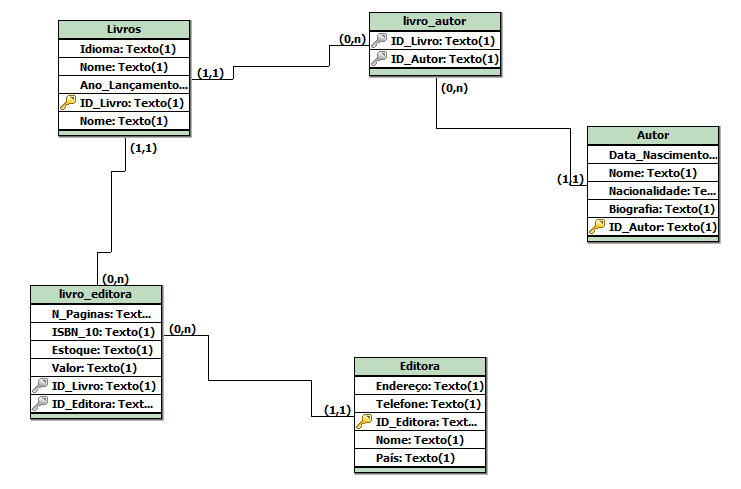 Livros
Idioma: Texto(1)
Nome: Texto(1)
Ano_Lançamento...
ID_Livro: Texto(1)
Nome: Texto(1)
(1,1)
(1,1)
(0,n)
livro_autor
ID_Livro: Texto(1)
ID_Autor: Texto(1)
(0,n)
Autor
Data_Nascimento...
Nome: Texto(1)
Nacionalidade: Te...
Biografia: Texto(1)
ID_Autor: Texto(1)
(1,1)
(0,n)
livro_editora
N_Paginas: Text...
ISBN_10: Texto(1)
Estoque: Texto(1)
Valor: Texto(1)
ID_Livro: Texto(1)
ID_Editora: Text...
(0,n)
Editora
Endereço: Texto(1)
Telefone: Texto(1)
ID_Editora: Text...
Nome: Texto(1)
País: Texto(1)
(1,1)